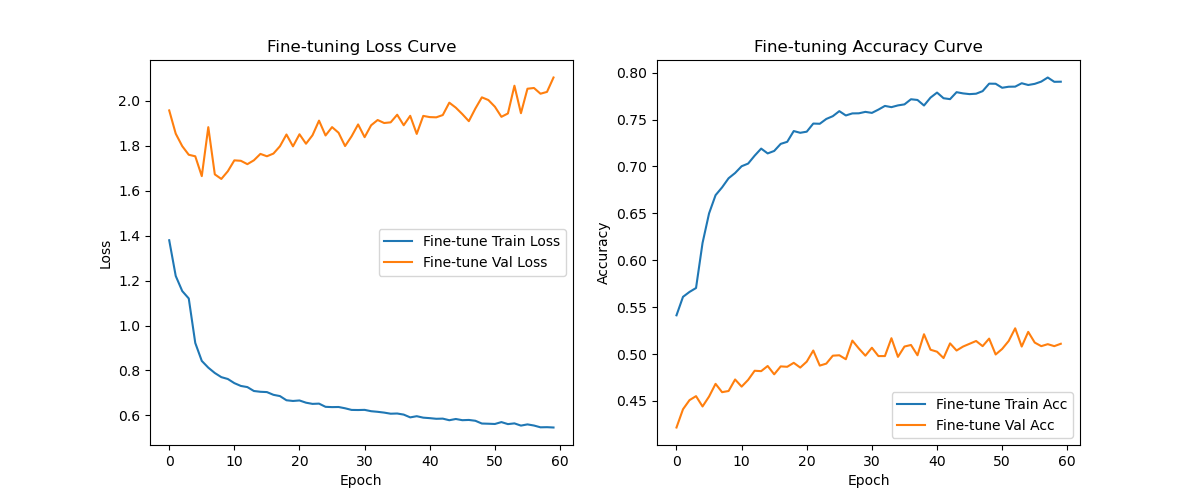 Fine-tuning Loss Curve
2.0
1.8
1.6
1.4
1.2
1.0
0.8
0.6
Loss
0 10 20 30 40 50 60
Epoch
Fine-tune Train Loss
Fine-tune Val Loss
Fine-tuning Accuracy Curve
0.80
0.75
0.70
0.65
0.60
0.55
0.50
0.45
Accuracy
0 10 20 30 40 50 60
Epoch
Fine-tune Train Acc
Fine-tune Val Acc